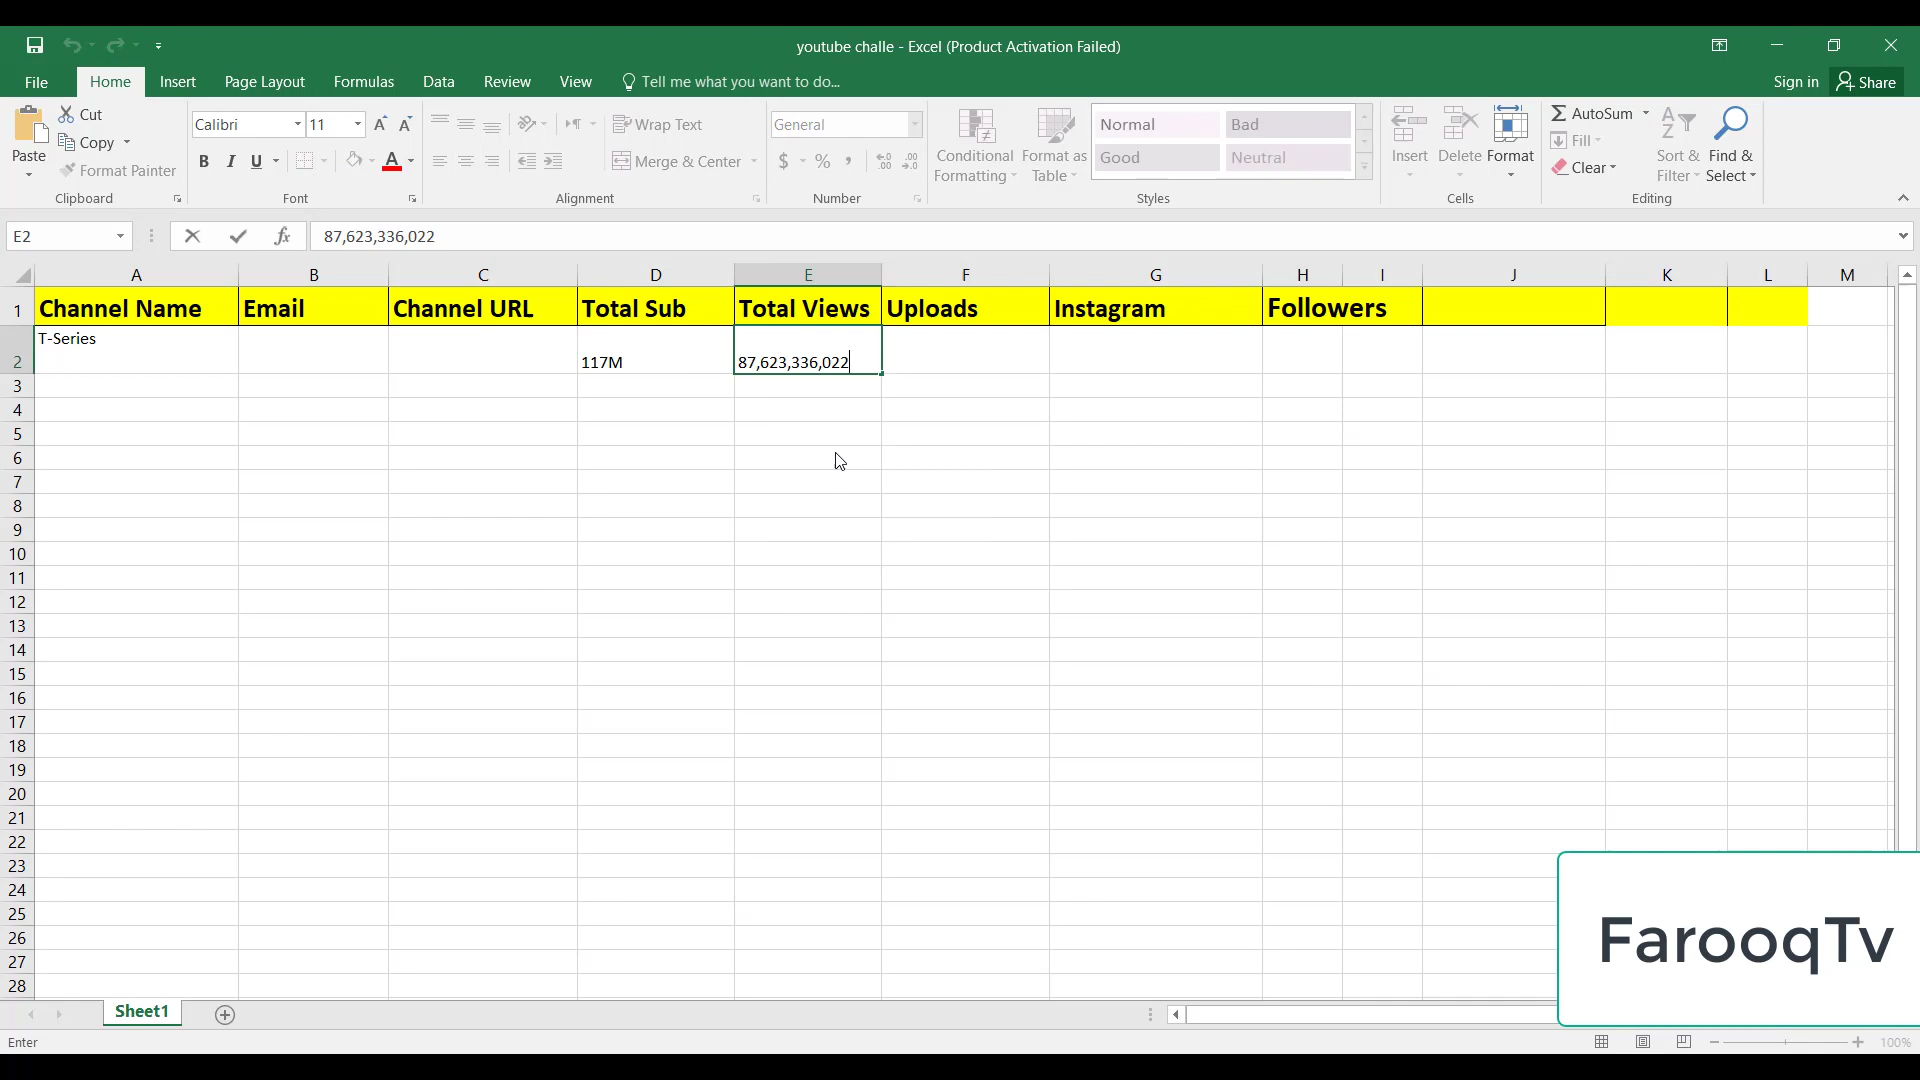 youtube challe - Excel (Product Activation Failed)
File Home Insert Page Layout Formulas Data Review View Tell me what you want to do... Sign in Share
Paste Cut Copy Format Painter Clipboard
Calibri 11 B I U A Font
Wrap Text Merge & Center Alignment
General $ % , Number
Conditional Formatting Format as Table Normal Bad Good Neutral Styles
Insert Delete Format Cells
AutoSum Fill Clear Sort & Filter Find & Select Editing
E2 fx 87,623,336,022
A B C D E F G H I J K L M
1 Channel Name Email Channel URL Total Sub Total Views Uploads Instagram Followers
2 T-Series 117M 87,623,336,022
3
4
5
6
7
8
9
10
11
12
13
14
15
16
17
18
19
20
21
22
23
24
25
26
27
28
FarooqTv
Sheet1
Enter 100%